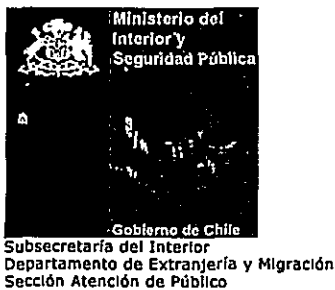 Ministerio del
Interior y
Seguridad Pública
Gobierno de Chile
Subsecretaría del Interior
Departamento de Extranjería y Migración
Sección Atención de Público